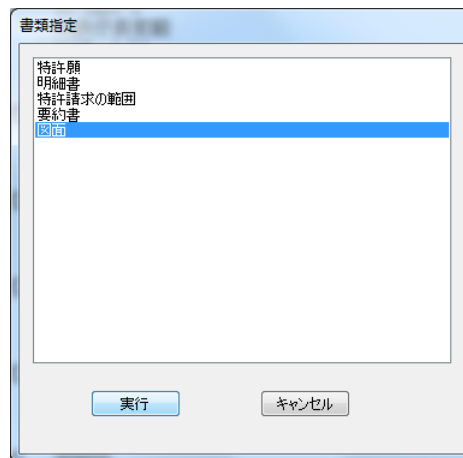 書類指定
特許願
明細書
特許請求の範囲
要約書
図面
実行
キャンセル